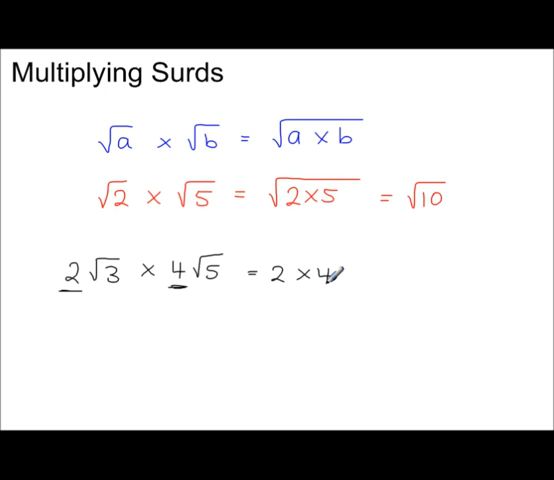 Multiplying Surds
√a × √b = √(a × b)
√2 × √5 = √(2×5) = √10
2√3 × 4√5 = 2 × 4